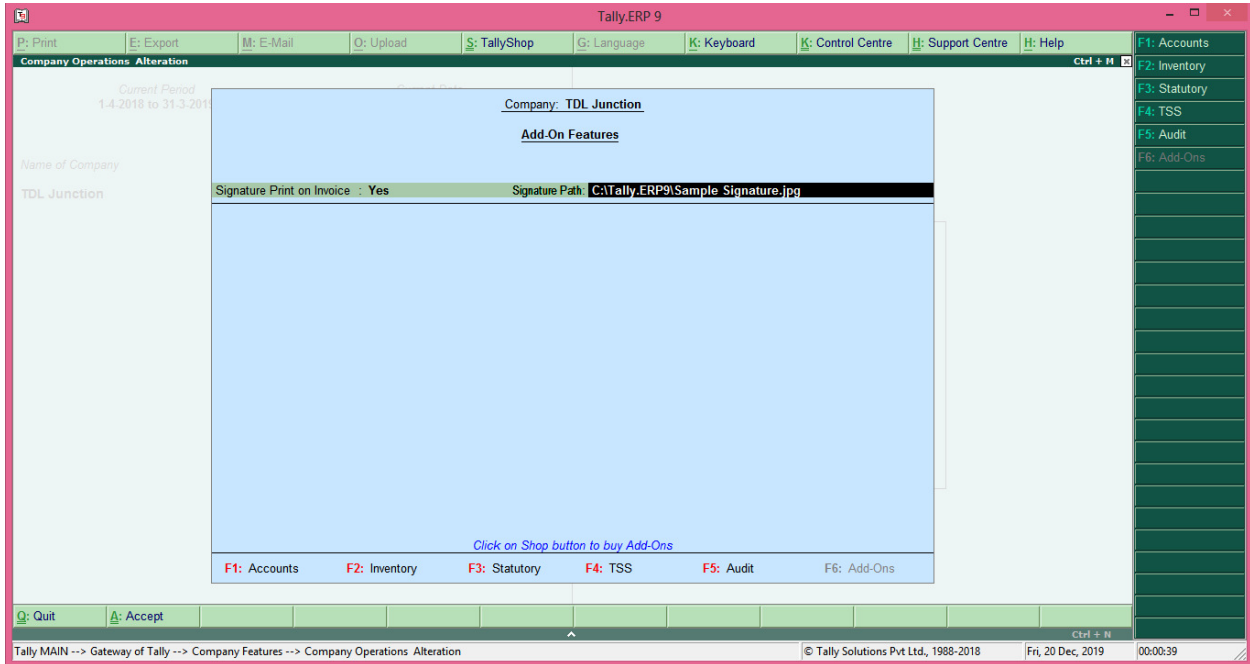 Tally.ERP 9
P: Print E: Export M: E-Mail O: Upload S: TallyShop G: Language K: Keyboard K: Control Centre H: Support Centre H: Help
Company Operations Alteration Ctrl + M
Current Period
1-4-2018 to 31-3-2019
Current Date
Name of Company
TDL Junction
Company: TDL Junction
Add-On Features
Signature Print on Invoice : Yes Signature Path: C:\Tally.ERP9\Sample Signature.jpg
Click on Shop button to buy Add-Ons
F1: Accounts F2: Inventory F3: Statutory F4: TSS F5: Audit F6: Add-Ons
F1: Accounts
F2: Inventory
F3: Statutory
F4: TSS
F5: Audit
F6: Add-Ons
Q: Quit A: Accept
Ctrl + N
Tally MAIN --> Gateway of Tally --> Company Features --> Company Operations Alteration © Tally Solutions Pvt Ltd., 1988-2018 Fri, 20 Dec, 2019 00:00:39